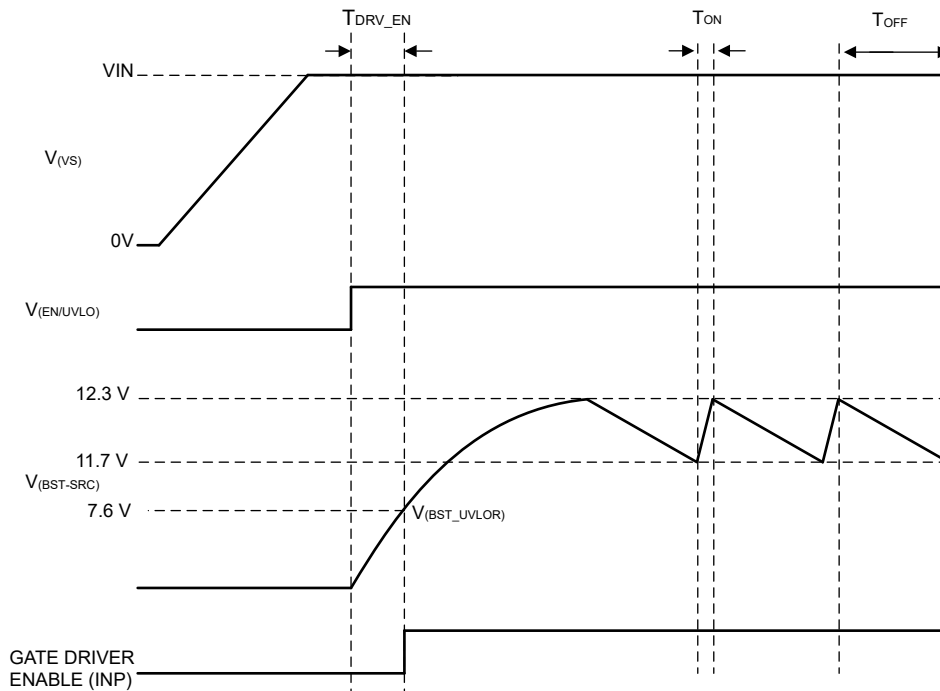 TDRV_EN
TON
TOFF
VIN
V(VS)
0V
V(EN/UVLO)
12.3 V
11.7 V
V(BST-SRC)
7.6 V
V(BST_UVLOR)
GATE DRIVER
ENABLE (INP)